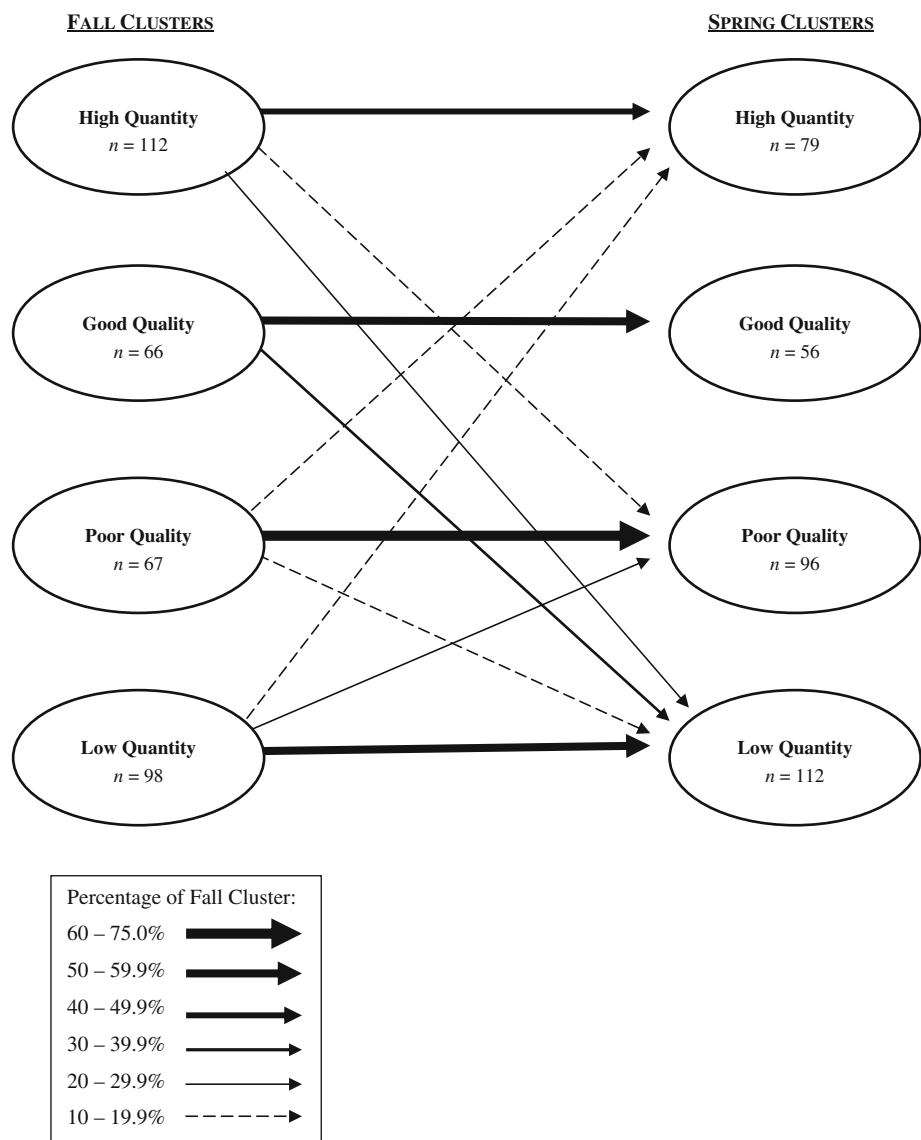 FALL CLUSTERS
SPRING CLUSTERS
High Quantity
n = 112
High Quantity
n = 79
Good Quality
n = 66
Good Quality
n = 56
Poor Quality
n = 67
Poor Quality
n = 96
Low Quantity
n = 98
Low Quantity
n = 112
Percentage of Fall Cluster:
60 – 75.0%
50 – 59.9%
40 – 49.9%
30 – 39.9%
20 – 29.9%
10 – 19.9%